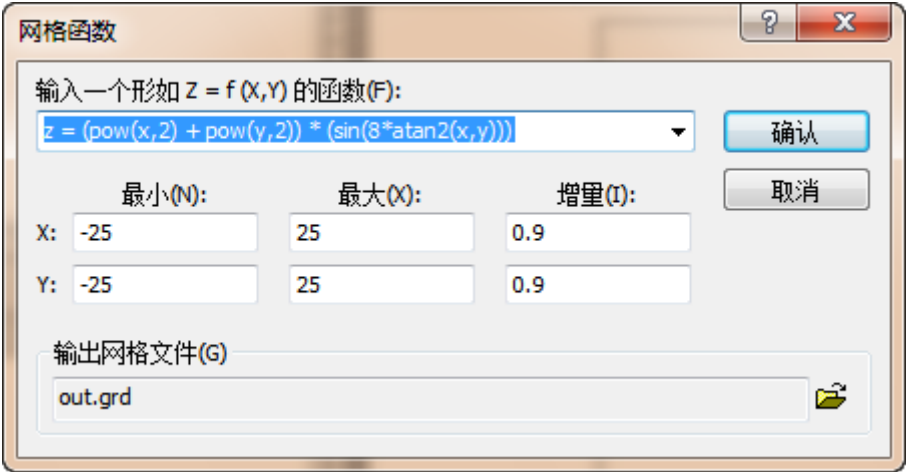 网格函数
输入一个形如 Z = f (X,Y) 的函数(F):
z = (pow(x,2) + pow(y,2)) * (sin(8*atan2(x,y)))
确认
最小(N): 最大(X): 增量(I):
取消
X: -25 25 0.9
Y: -25 25 0.9
输出网格文件(G)
out.grd